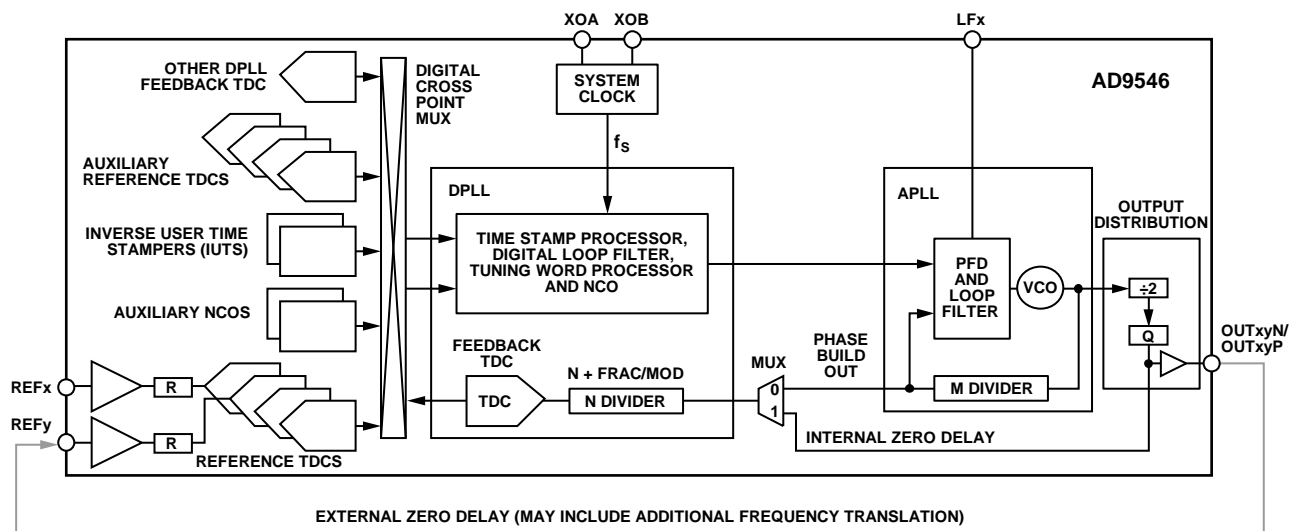 XOA
XOB
LFx
OTHER DPLL
FEEDBACK TDC
DIGITAL
CROSS
POINT
MUX
SYSTEM
CLOCK
AD9546
fS
AUXILIARY
REFERENCE TDCS
DPLL
APLL
OUTPUT
DISTRIBUTION
INVERSE USER TIME
STAMPERS (IUTS)
TIME STAMP PROCESSOR,
DIGITAL LOOP FILTER,
TUNING WORD PROCESSOR
AND NCO
PFD
AND
LOOP
FILTER
VCO
÷2
Q
OUTxyN/
OUTxyP
AUXILIARY NCOS
FEEDBACK
TDC
MUX
PHASE
BUILD
OUT
REFx
R
TDC
N + FRAC/MOD
N DIVIDER
0
1
M DIVIDER
REFy
R
REFERENCE TDCS
INTERNAL ZERO DELAY
EXTERNAL ZERO DELAY (MAY INCLUDE ADDITIONAL FREQUENCY TRANSLATION)